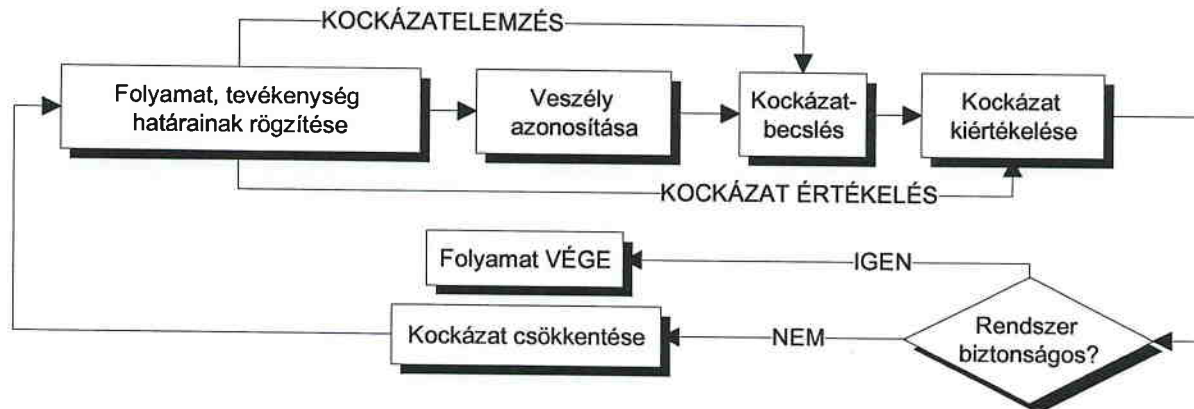 KOCKÁZATELEMZÉS
Folyamat, tevékenység
határainak rögzítése
Veszély
azonosítása
Kockázat-
becslés
Kockázat
kiértékelése
KOCKÁZAT ÉRTÉKELÉS
Folyamat VÉGE
IGEN
Kockázat csökkentése
NEM
Rendszer
biztonságos?